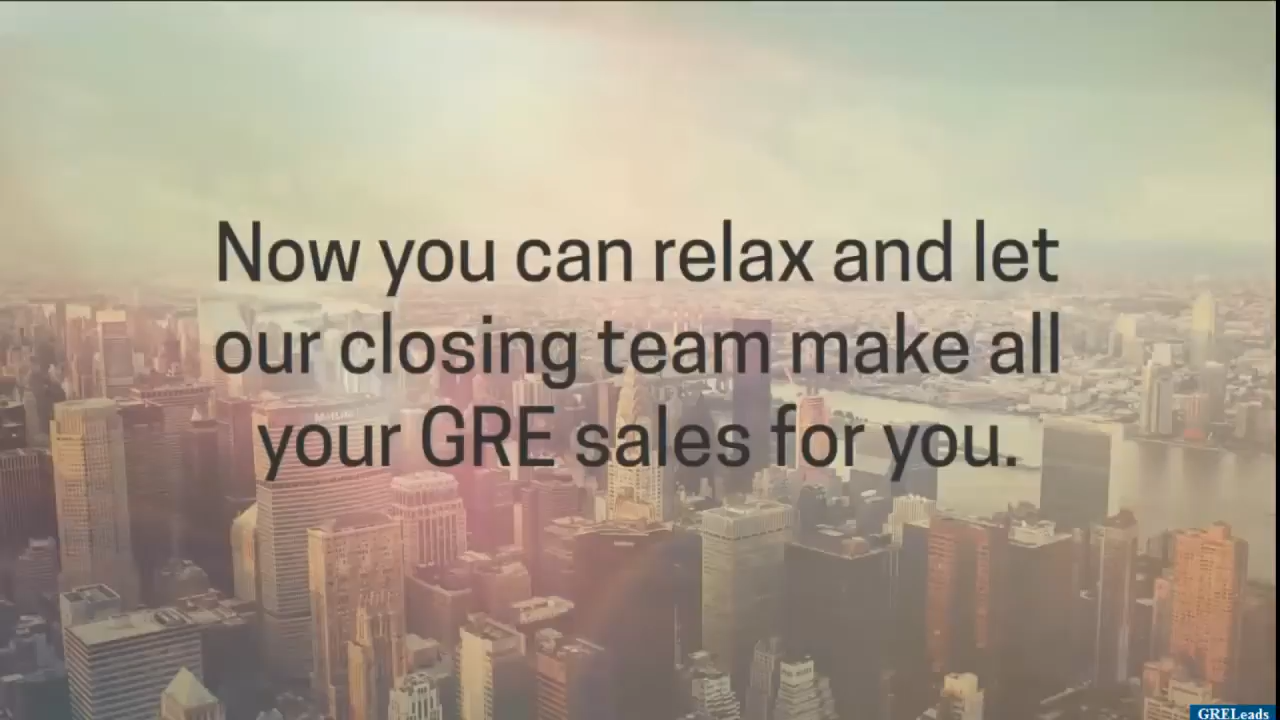 Now you can relax and let
our closing team make all
your GRE sales for you.
GRELeads